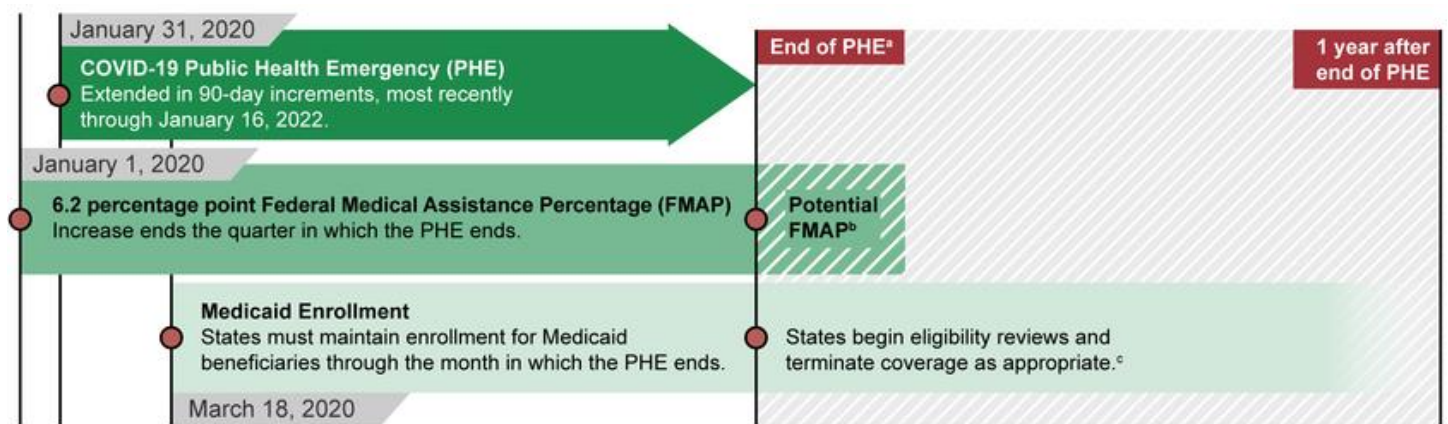 January 31, 2020
COVID-19 Public Health Emergency (PHE)
Extended in 90-day increments, most recently
through January 16, 2022.
End of PHEᵃ
1 year after
end of PHE
January 1, 2020
6.2 percentage point Federal Medical Assistance Percentage (FMAP)
Increase ends the quarter in which the PHE ends.
Potential
FMAPᵇ
Medicaid Enrollment
States must maintain enrollment for Medicaid
beneficiaries through the month in which the PHE ends.
States begin eligibility reviews and
terminate coverage as appropriate.ᶜ
March 18, 2020